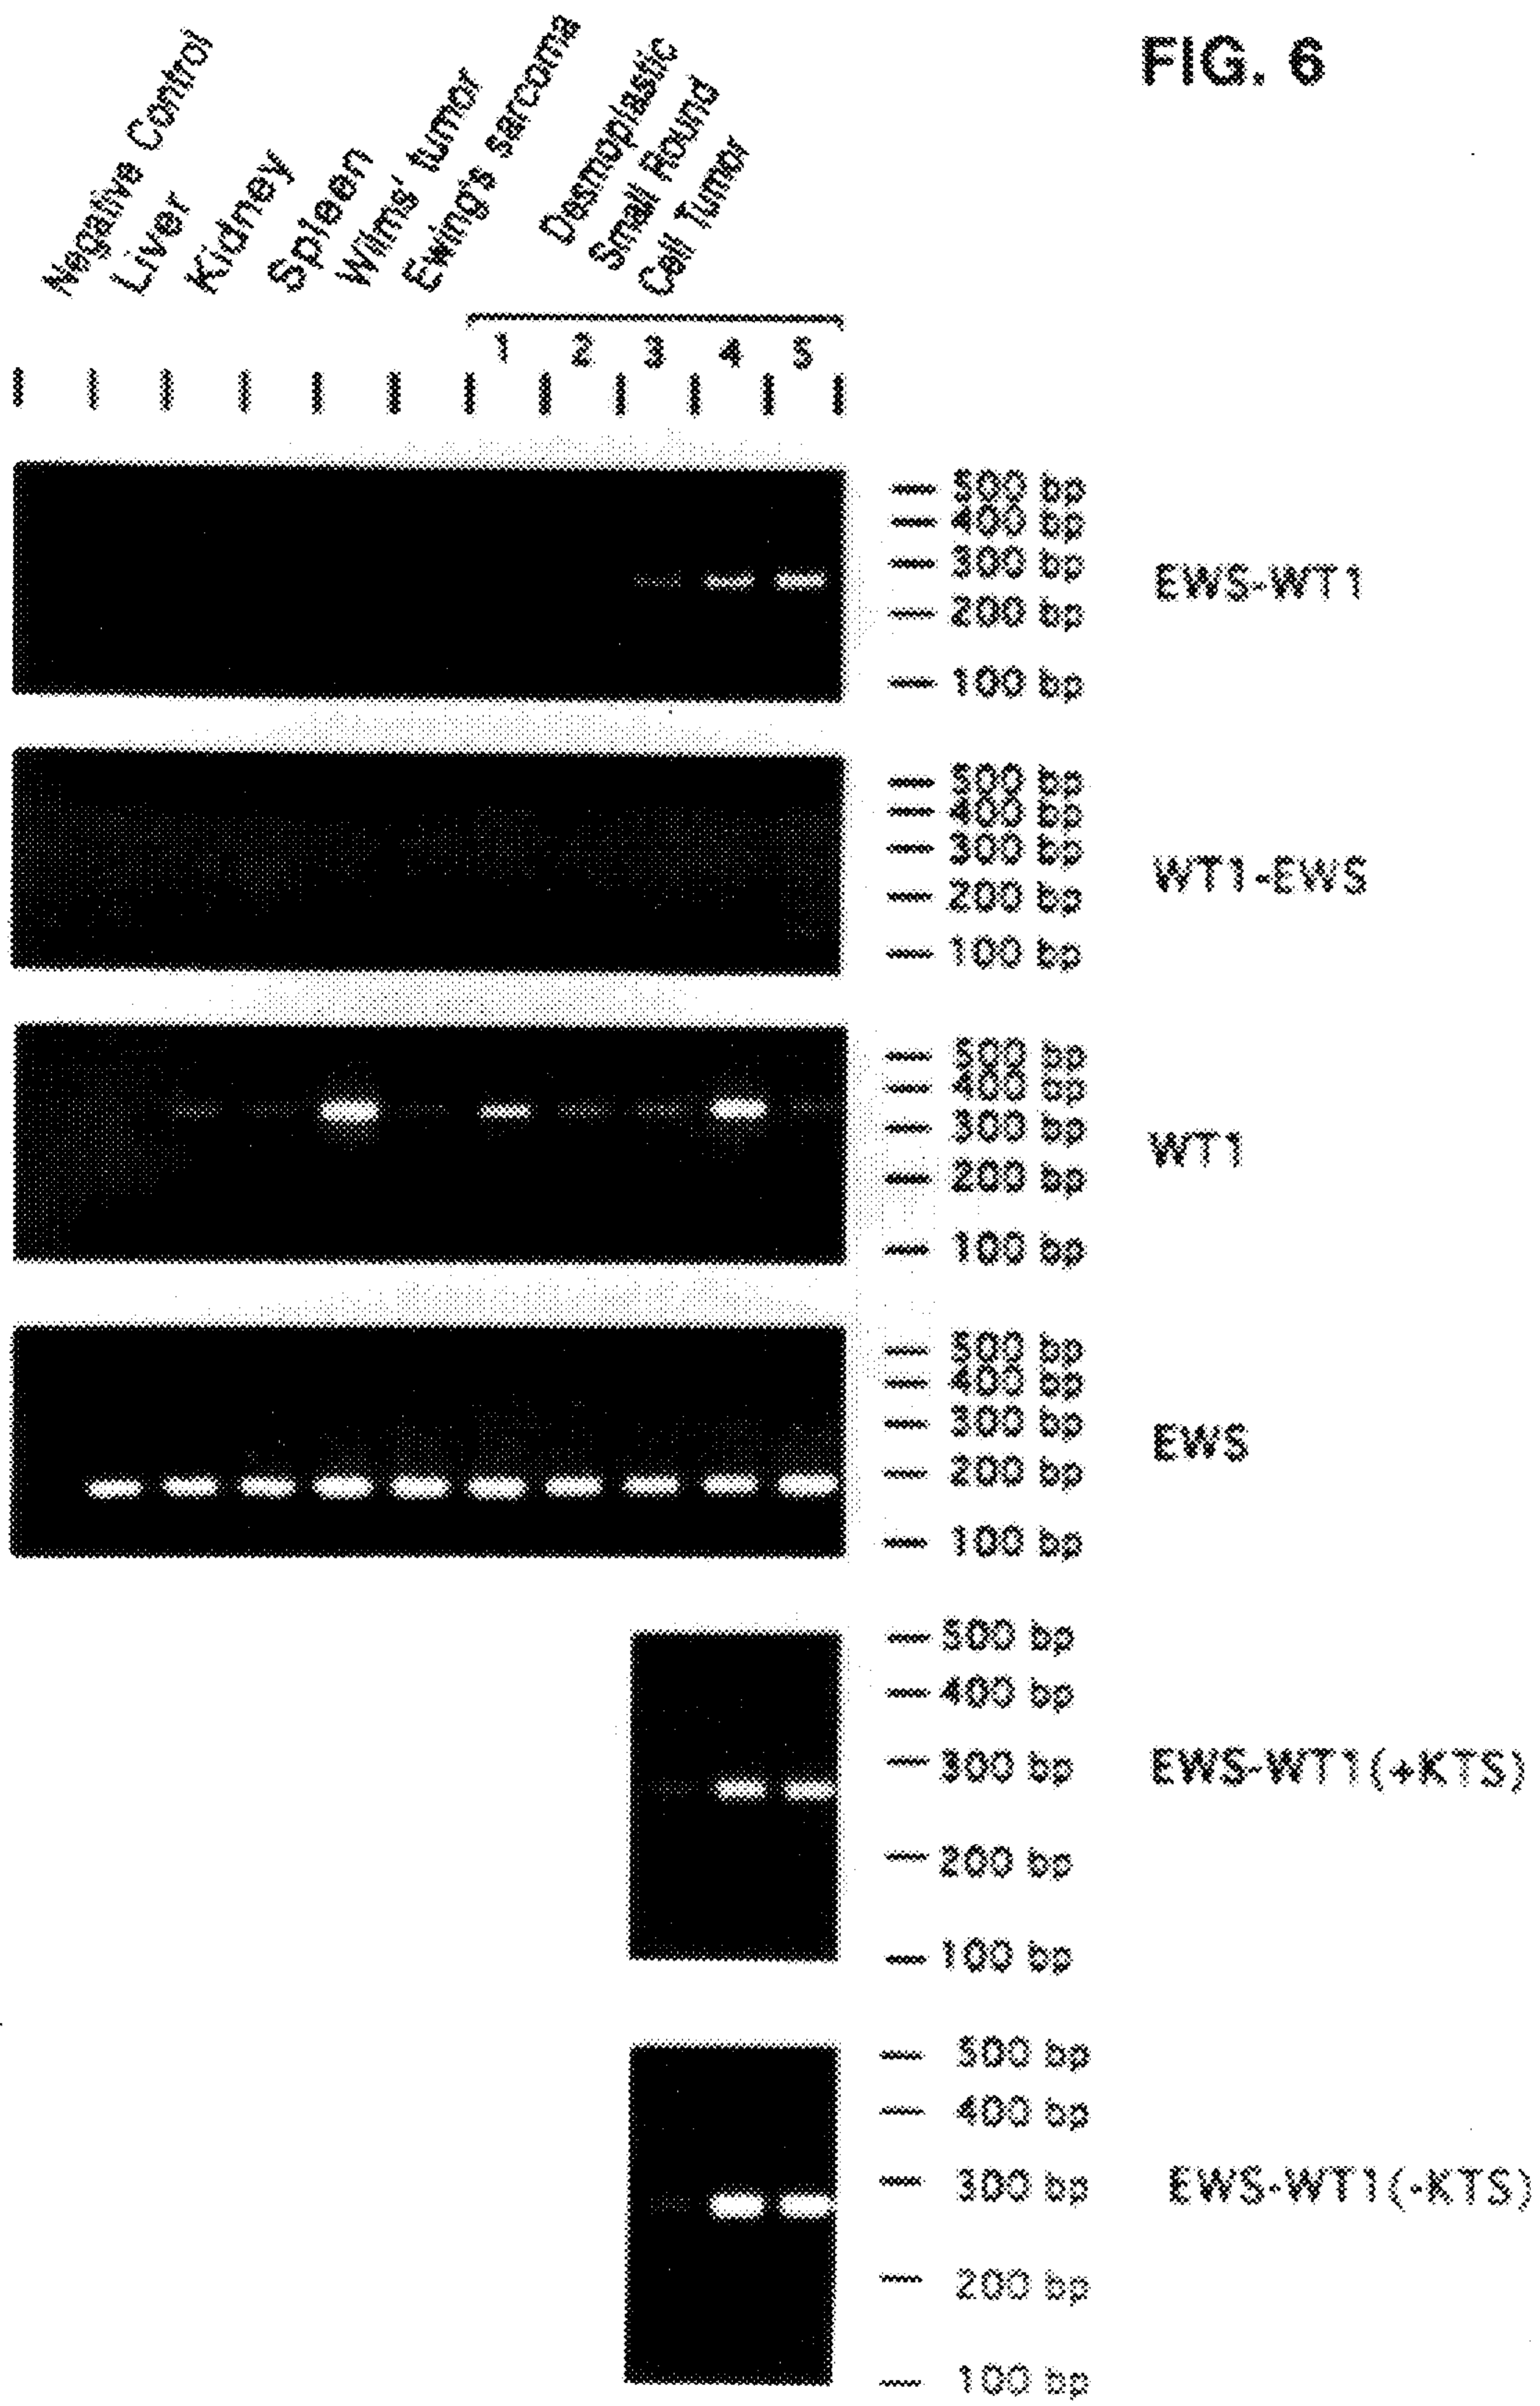 FIG. 6
Negative Control
Liver
Kidney
Spleen
Wilms' tumor
Ewing's sarcoma
Desmoplastic
Small Round
Cell Tumor
1 2 3 4 5
500 bp
400 bp
300 bp
200 bp
100 bp
EWS-WT1
500 bp
400 bp
300 bp
200 bp
100 bp
WT1-EWS
500 bp
400 bp
300 bp
200 bp
100 bp
WT1
500 bp
400 bp
300 bp
200 bp
100 bp
EWS
500 bp
400 bp
300 bp
200 bp
100 bp
EWS-WT1(+KTS)
500 bp
400 bp
300 bp
200 bp
100 bp
EWS-WT1(-KTS)